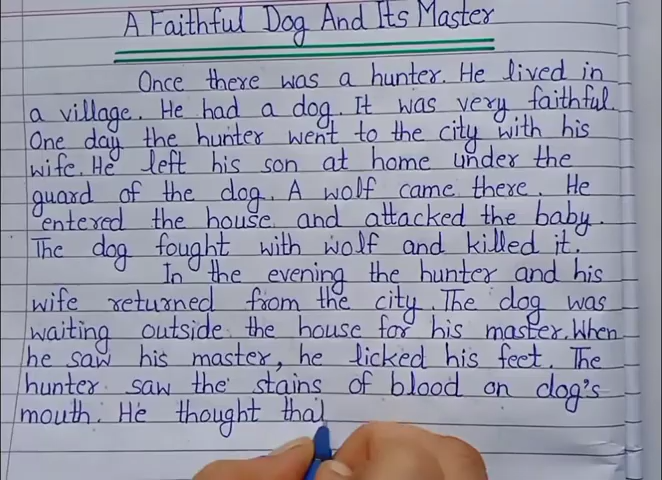 A Faithful Dog And Its Master
Once there was a hunter. He lived in
a village. He had a dog. It was very faithful.
One day the hunter went to the city with his
wife. He left his son at home under the
guard of the dog. A wolf came there. He
entered the house and attacked the baby.
The dog fought with wolf and killed it.
In the evening the hunter and his
wife returned from the city. The dog was
waiting outside the house for his master. When
he saw his master, he licked his feet. The
hunter saw the stains of blood on dog's
mouth. He thought that